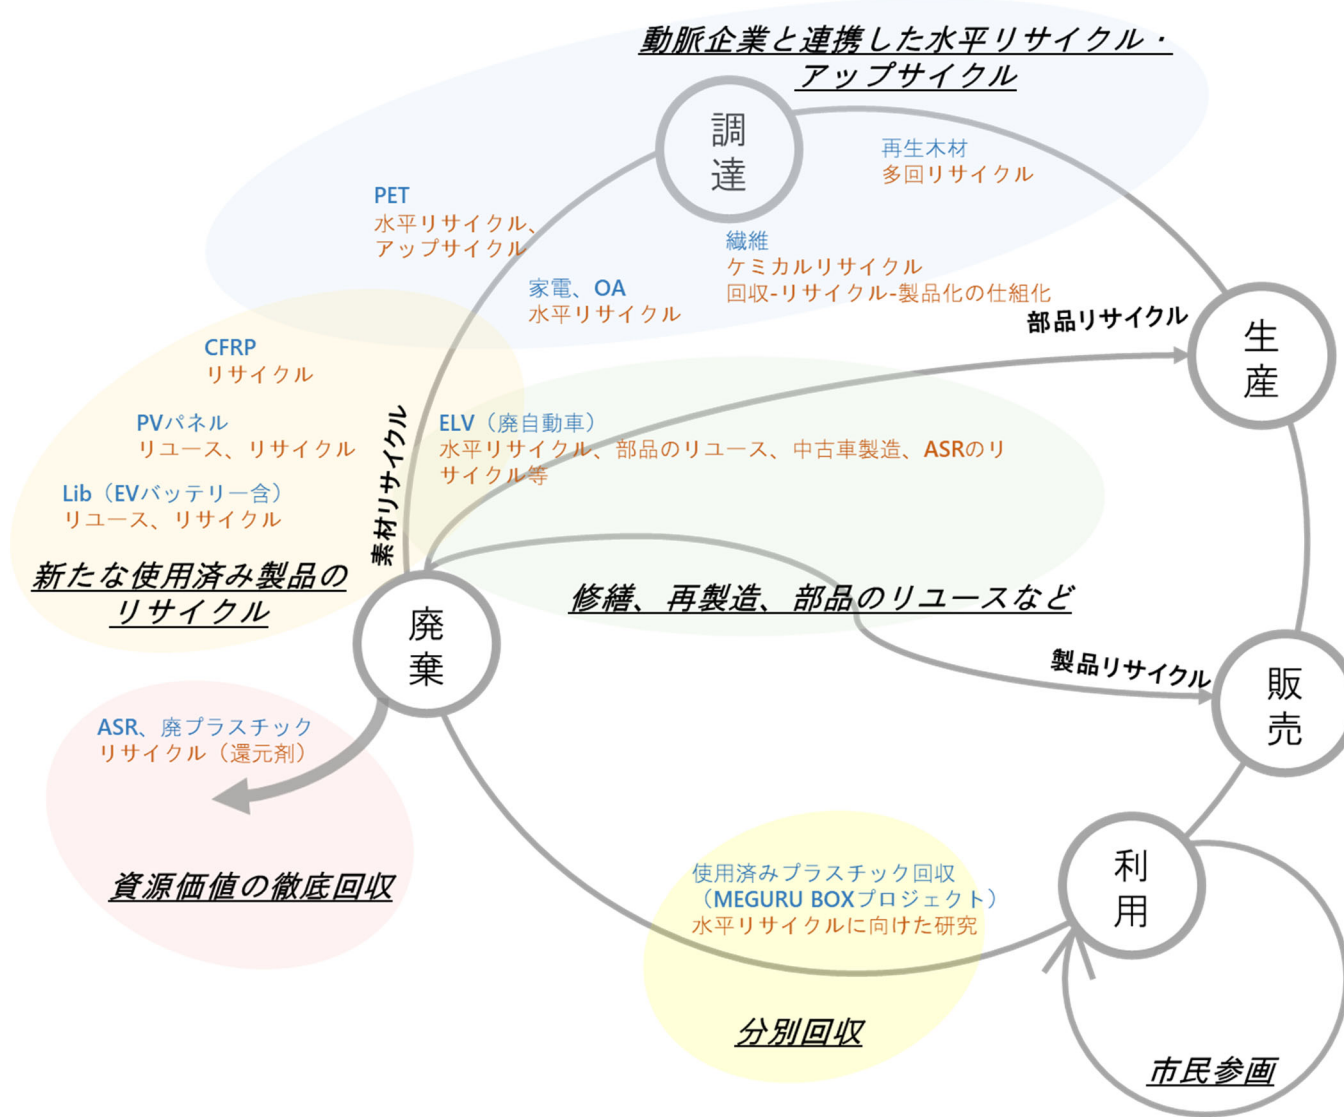 動脈企業と連携した水平リサイクル・
アップサイクル
調
達
再生木材
多回リサイクル
PET
水平リサイクル、
アップサイクル
繊維
ケミカルリサイクル
回収-リサイクル-製品化の仕組化
家電、OA
水平リサイクル
部品リサイクル
生
産
CFRP
リサイクル
PVパネル
リユース、リサイクル
Lib（EVバッテリー含）
リユース、リサイクル
素材リサイクル
ELV（廃自動車）
水平リサイクル、部品のリユース、中古車製造、ASRのリ
サイクル等
新たな使用済み製品の
リサイクル
修繕、再製造、部品のリユースなど
廃
棄
製品リサイクル
販
売
ASR、廃プラスチック
リサイクル（還元剤）
資源価値の徹底回収
使用済みプラスチック回収
（MEGURU BOXプロジェクト）
水平リサイクルに向けた研究
利
用
分別回収
市民参画